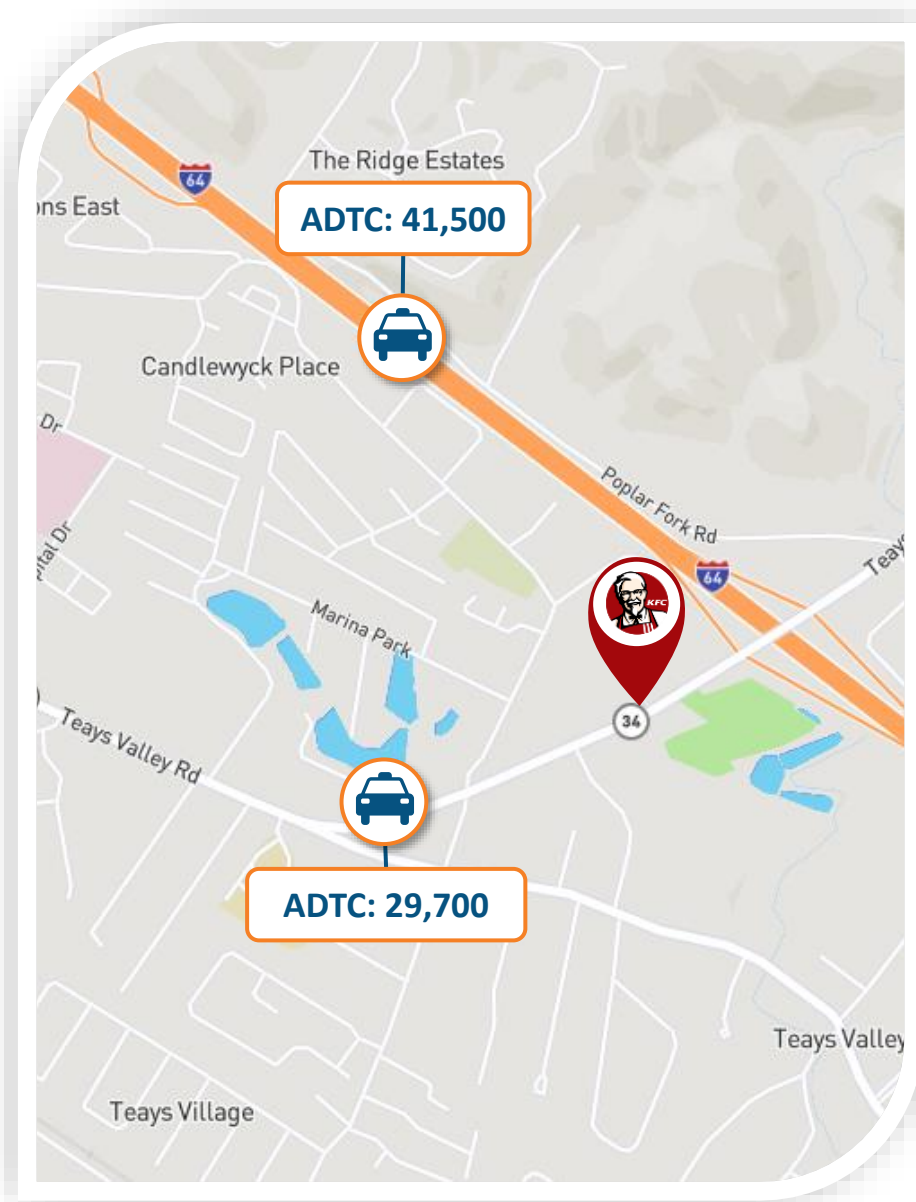 64
The Ridge Estates
ons East
ADTC: 41,500
Candlewyck Place
Dr
Poplar Fork Rd
pital Dr
64
Teays
KFC
Marina Park
34
Teays Valley Rd
ADTC: 29,700
Teays Valley
Teays Village